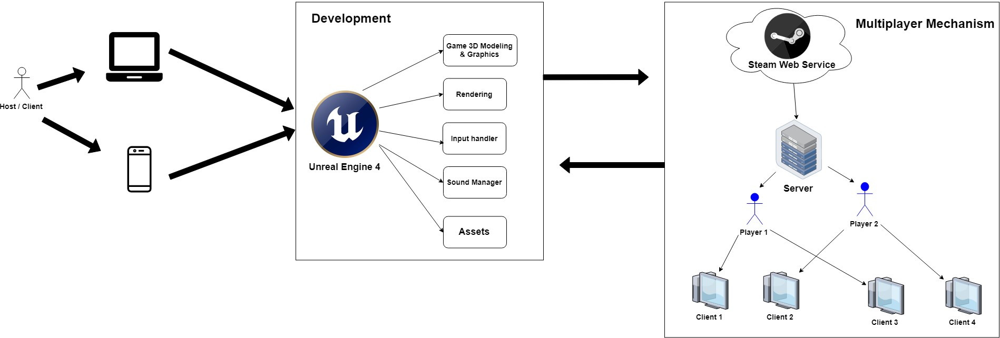 Host / Client
Development
Unreal Engine 4
Game 3D Modeling
& Graphics
Rendering
Input handler
Sound Manager
Assets
Multiplayer Mechanism
Steam Web Service
Server
Player 1
Player 2
Client 1
Client 2
Client 3
Client 4